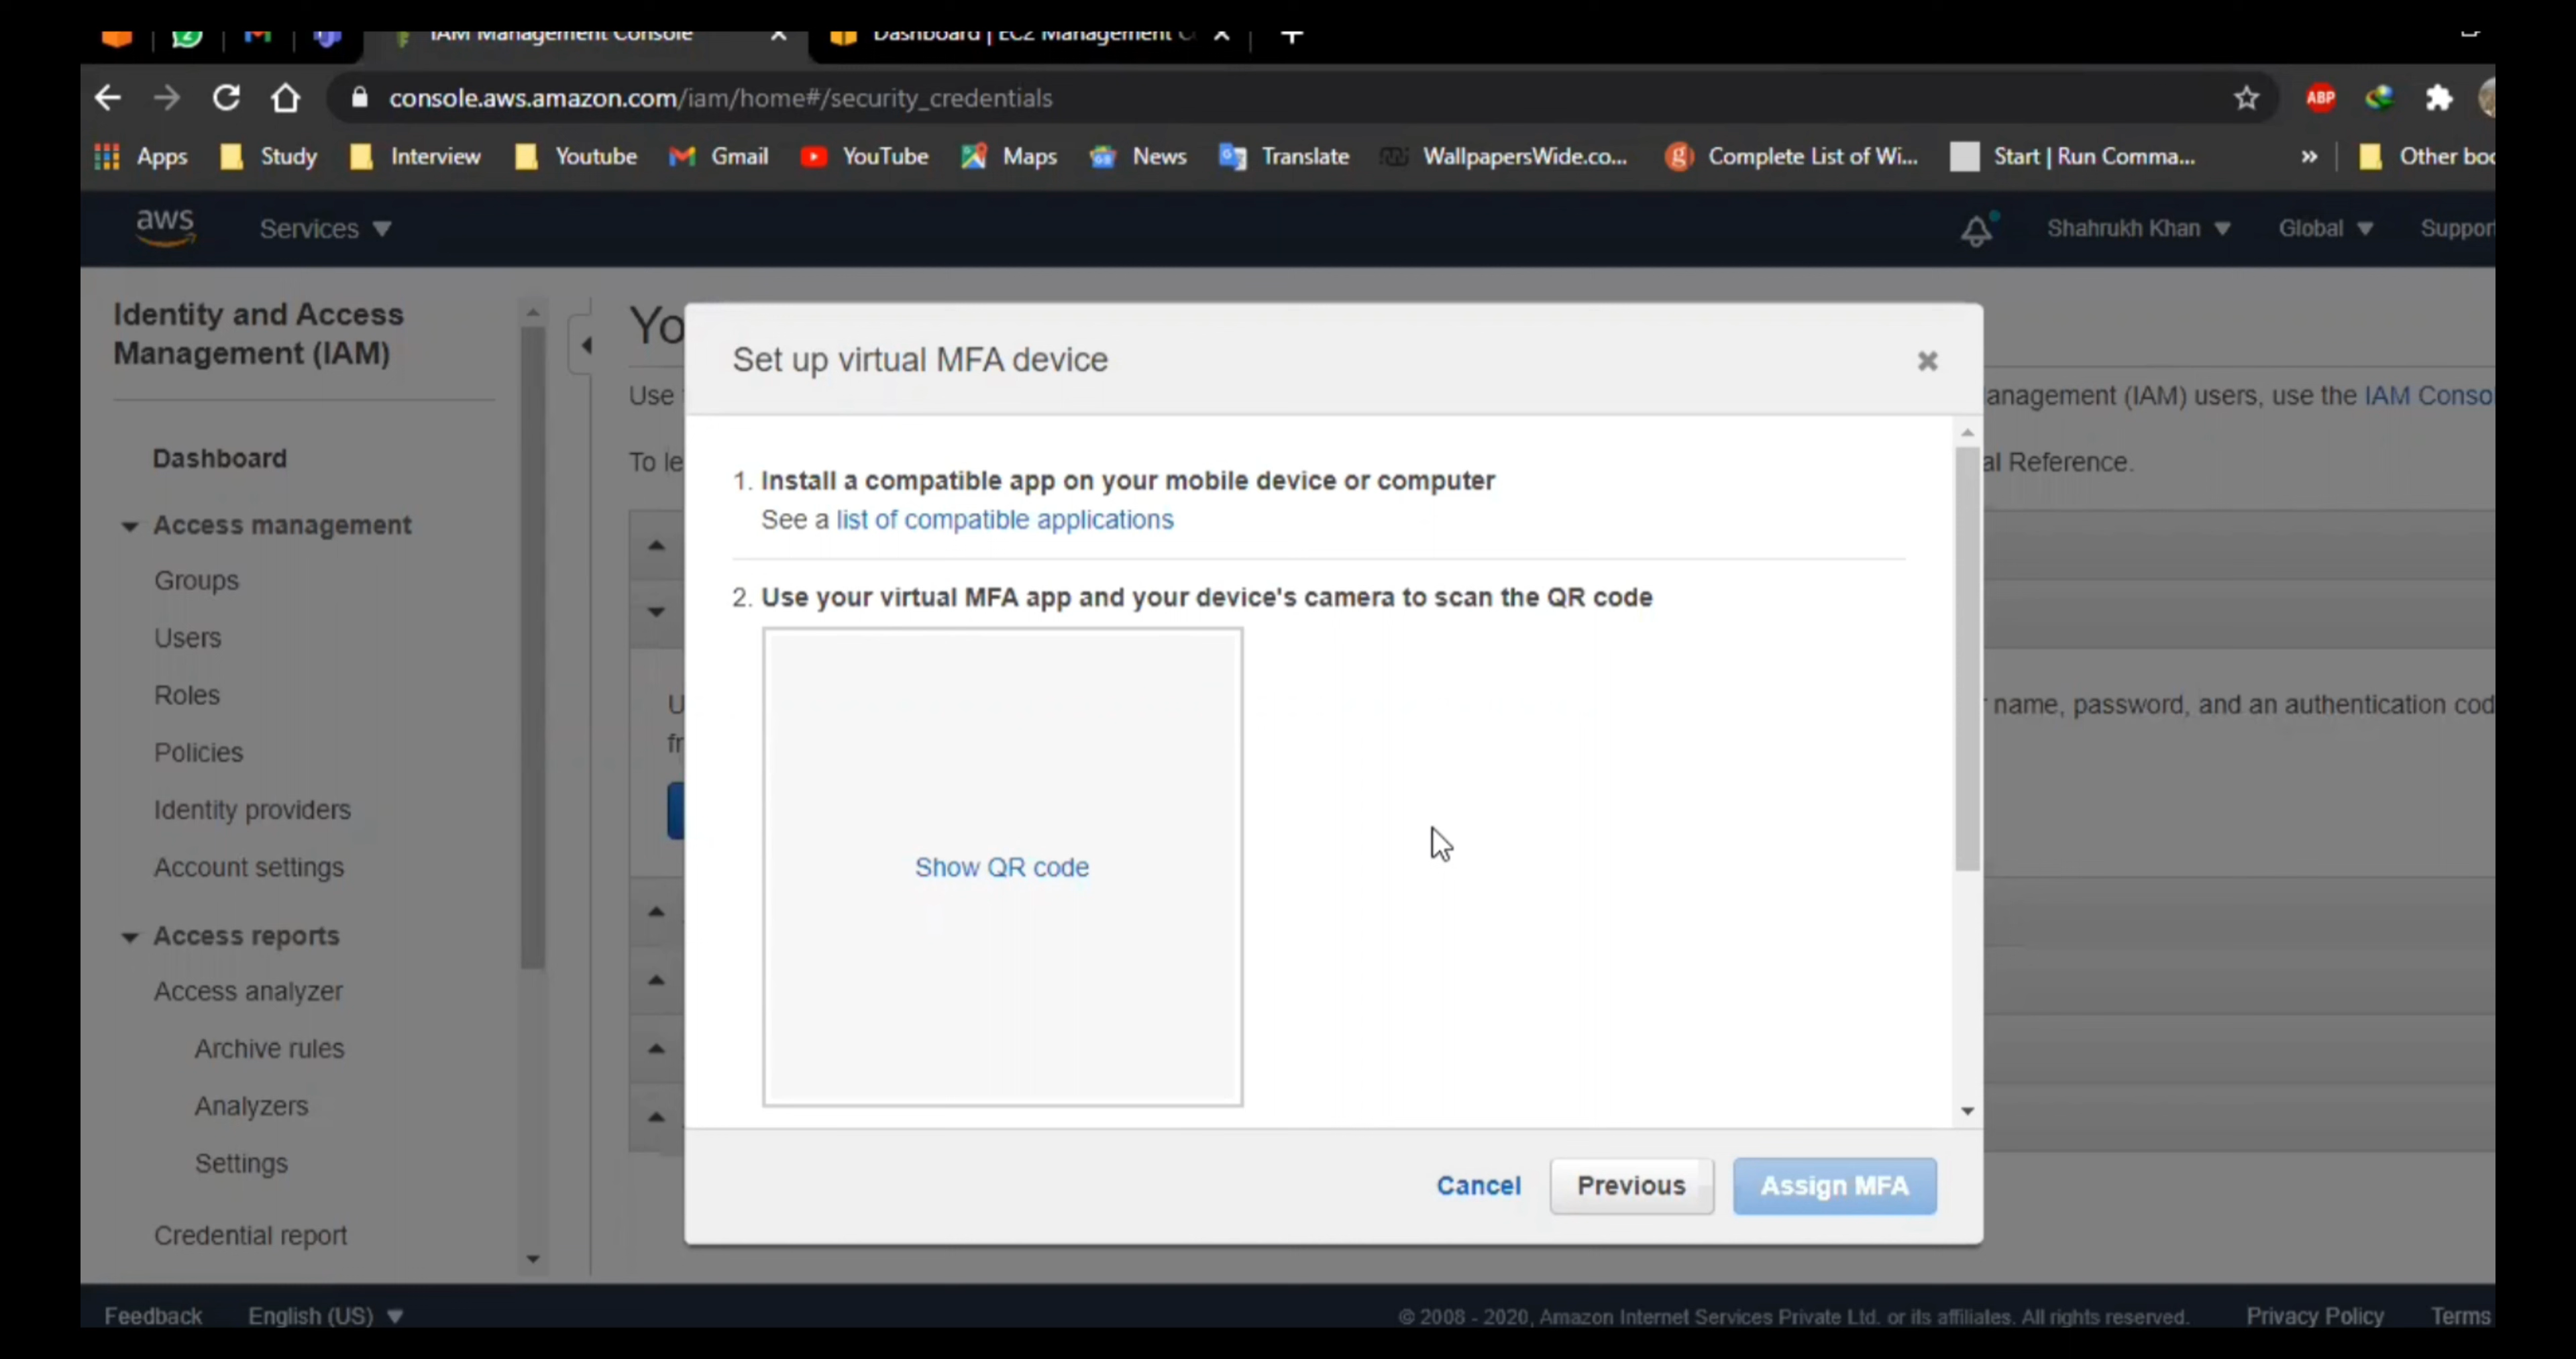 IAM Management Console
Dashboard | EC2 Management C
console.aws.amazon.com/iam/home#/security_credentials
ABP
Apps Study Interview Youtube Gmail YouTube Maps News Translate WallpapersWide.co... Complete List of Wi... Start | Run Comma... » Other boo
aws Services Shahrukh Khan Global Support
Identity and Access
Management (IAM)
Dashboard
Access management
Groups
Users
Roles
Policies
Identity providers
Account settings
Access reports
Access analyzer
Archive rules
Analyzers
Settings
Credential report
Yo
Use
anagement (IAM) users, use the IAM Consol
To le
al Reference.
name, password, and an authentication cod
U
fr
Set up virtual MFA device
1. Install a compatible app on your mobile device or computer
See a list of compatible applications
2. Use your virtual MFA app and your device's camera to scan the QR code
Show QR code
Cancel Previous Assign MFA
Feedback English (US) © 2008 - 2020, Amazon Internet Services Private Ltd. or its affiliates. All rights reserved. Privacy Policy Terms